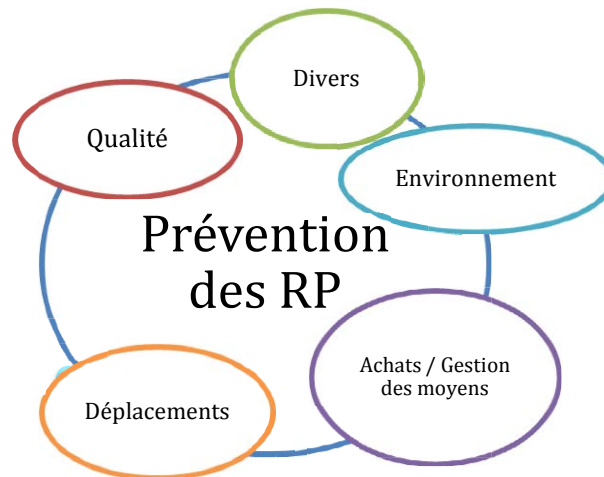 Divers
Qualité
Environnement
Prévention
des RP
Achats / Gestion
des moyens
Déplacements